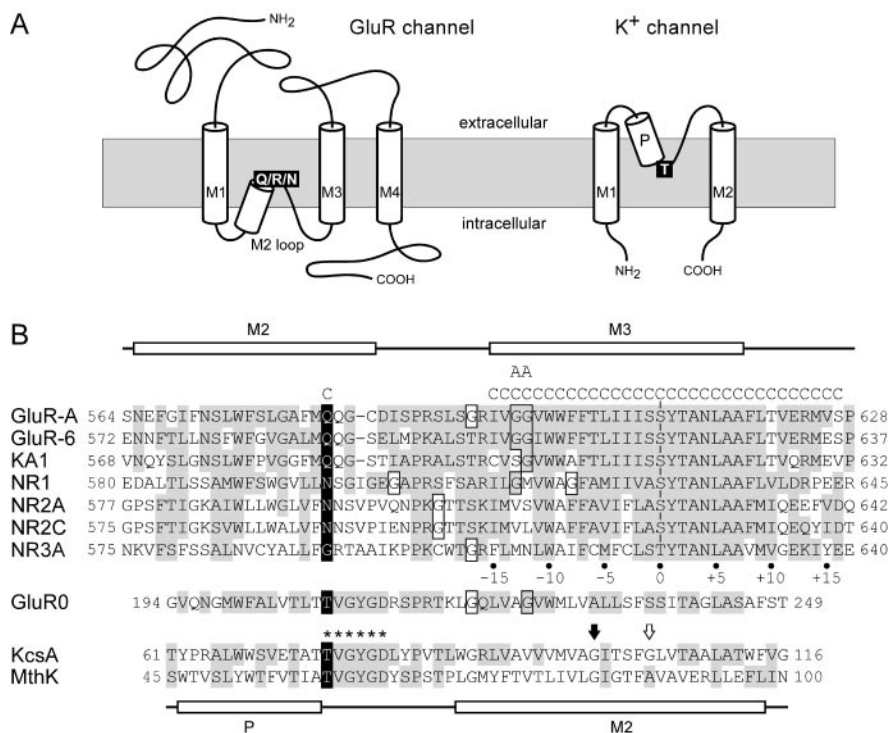 A
NH2
GluR channel
K+ channel
extracellular
M1
Q/R/N
M3
M4
P
T
M1
M2
intracellular
M2 loop
COOH
NH2
COOH
B
M2
M3
AA
C CCCCCCCCCCCCCCCCCCCCCCCCCCCCCCCC
GluR-A 564 SNEFGIFNSLWFSLGAFMQQG-CDISPRSLSGRIVGGVWWFFTLIIISSYTANLAAFLTVERMVSP 628
GluR-6 572 ENNFTLLNSFWFGVGALMQQG-SELMPKALSTRIVGGIWWFFTLIIISSYTANLAAFLTVERMESP 637
KA1 568 VNQYSLGNSLWFPVGGFMQQG-STIAPRALSTRCVSGVWWAFTLIIISSYTANLAAFLTVQRMEVP 632
NR1 580 EDALTLSSAMWFSWGVLLNSGIGEGAPRSFSARILGMVWAGFAMIIVASYTANLAAFLVLDRPEER 645
NR2A 577 GPSFTIGKAIWLLWGLVFNNSVPVQNPKGTTSKIMVSVWAFFAVIFLASYTANLAAFMIQEEFVDQ 642
NR2C 575 GPSFTIGKSVWLLWALVFNNSVPIENPRGTTSKIMVLVWAFFAVIFLASYTANLAAFMIQEQYIDT 640
NR3A 575 NKVFSFSSALNVCYALLFGRTAAIKPPKCWTGRFLMNLWAIFCMFCLSTYTANLAAVMVGEKIYEE 640
-15 -10 -5 0 +5 +10 +15
GluR0 194 GVQNGMWFALVTLTTVGYGDRSPRTKLGQLVAGVWMLVALLSFSSITAGLASAFST 249
******
KcsA 61 TYPRALWWSVETATTVGYGDLYPVTLWGRLVAVVVMVAGITSFGLVTAALATWFVG 116
MthK 45 SWTVSLYWTFVTIATVGYGDYSPSTPLGMYFTVTLIVLGIGTFAVAVERLLEFLIN 100
P
M2